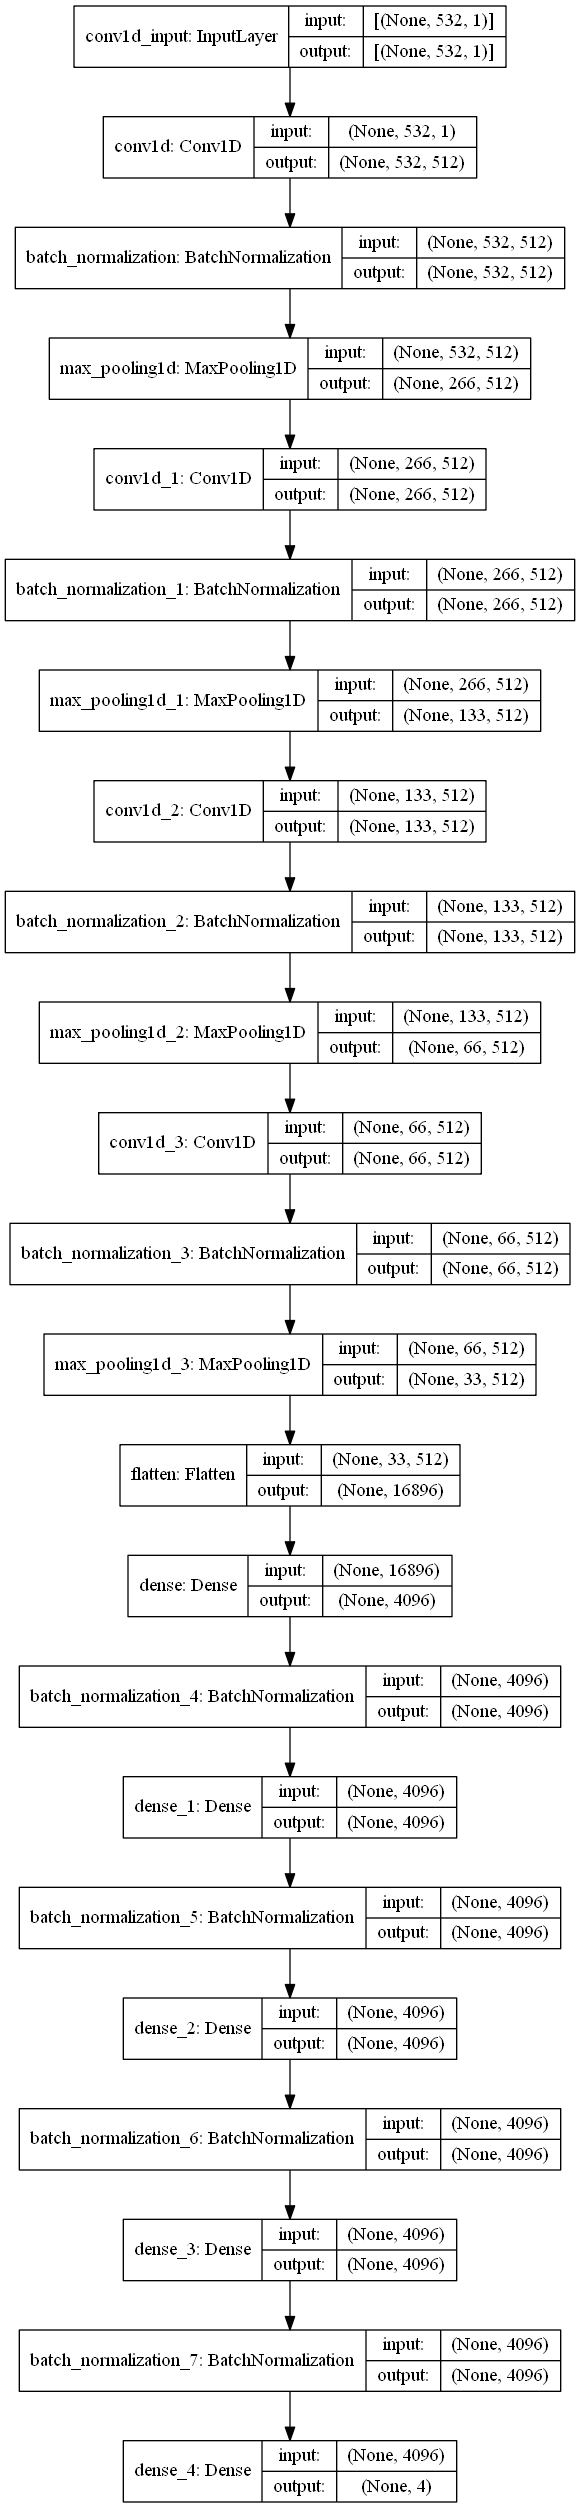 conv1d_input: InputLayer input: [(None, 532, 1)]
output: [(None, 532, 1)]
conv1d: Conv1D input: (None, 532, 1)
output: (None, 532, 512)
batch_normalization: BatchNormalization input: (None, 532, 512)
output: (None, 532, 512)
max_pooling1d: MaxPooling1D input: (None, 532, 512)
output: (None, 266, 512)
conv1d_1: Conv1D input: (None, 266, 512)
output: (None, 266, 512)
batch_normalization_1: BatchNormalization input: (None, 266, 512)
output: (None, 266, 512)
max_pooling1d_1: MaxPooling1D input: (None, 266, 512)
output: (None, 133, 512)
conv1d_2: Conv1D input: (None, 133, 512)
output: (None, 133, 512)
batch_normalization_2: BatchNormalization input: (None, 133, 512)
output: (None, 133, 512)
max_pooling1d_2: MaxPooling1D input: (None, 133, 512)
output: (None, 66, 512)
conv1d_3: Conv1D input: (None, 66, 512)
output: (None, 66, 512)
batch_normalization_3: BatchNormalization input: (None, 66, 512)
output: (None, 66, 512)
max_pooling1d_3: MaxPooling1D input: (None, 66, 512)
output: (None, 33, 512)
flatten: Flatten input: (None, 33, 512)
output: (None, 16896)
dense: Dense input: (None, 16896)
output: (None, 4096)
batch_normalization_4: BatchNormalization input: (None, 4096)
output: (None, 4096)
dense_1: Dense input: (None, 4096)
output: (None, 4096)
batch_normalization_5: BatchNormalization input: (None, 4096)
output: (None, 4096)
dense_2: Dense input: (None, 4096)
output: (None, 4096)
batch_normalization_6: BatchNormalization input: (None, 4096)
output: (None, 4096)
dense_3: Dense input: (None, 4096)
output: (None, 4096)
batch_normalization_7: BatchNormalization input: (None, 4096)
output: (None, 4096)
dense_4: Dense input: (None, 4096)
output: (None, 4)